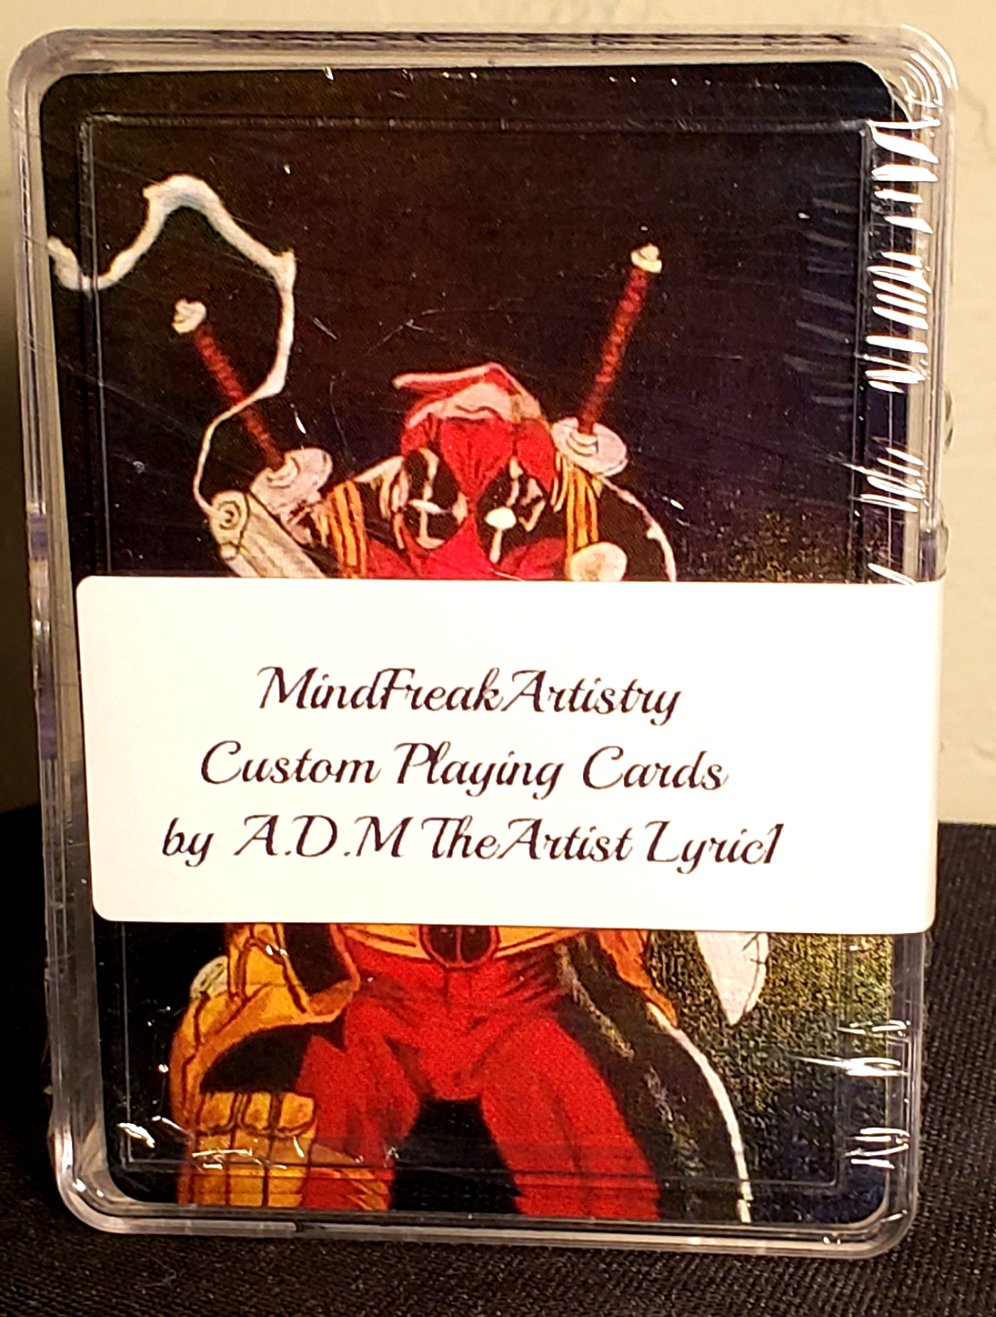 MindFreakArtistry
Custom Playing Cards
by A.D.M TheArtist Lyric1